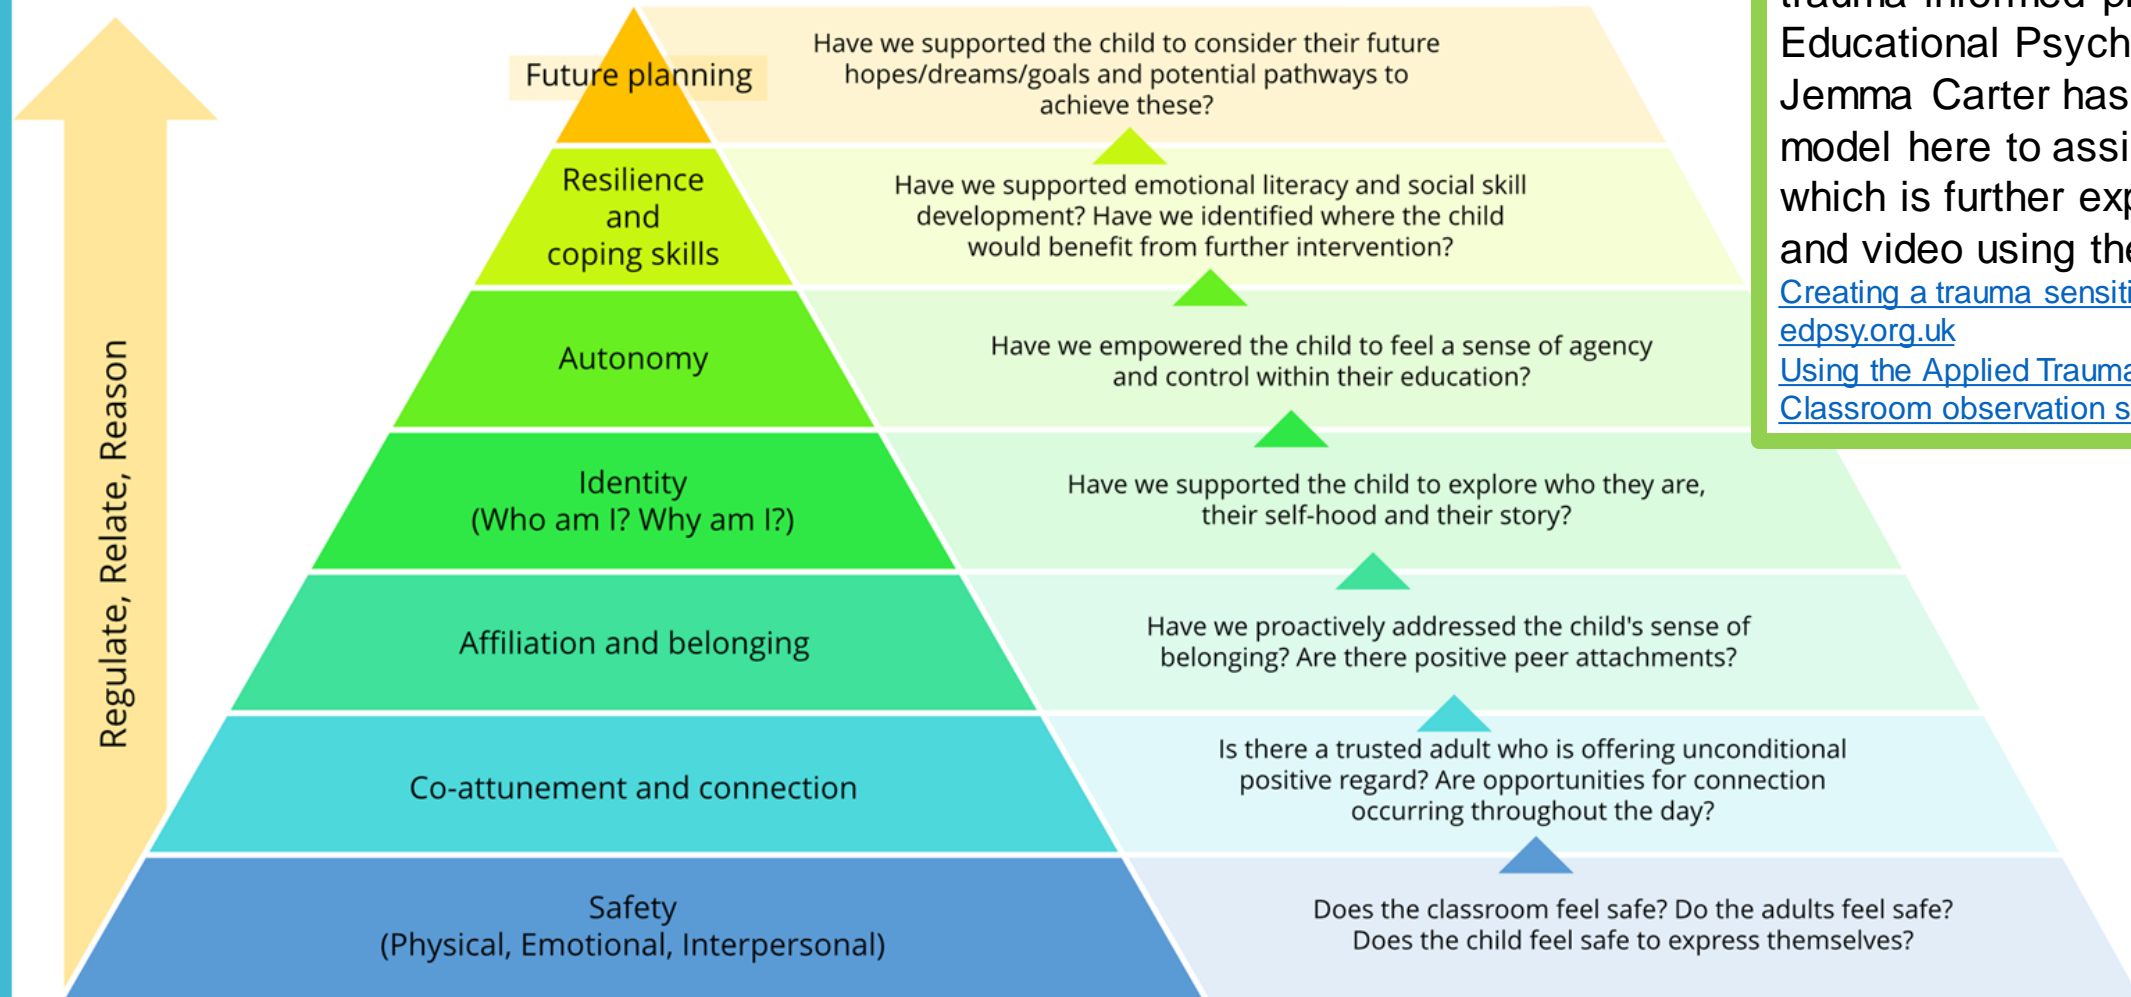 Regulate, Relate, Reason
Future planning
Have we supported the child to consider their future
hopes/dreams/goals and potential pathways to
achieve these?
Resilience
and
coping skills
Have we supported emotional literacy and social skill
development? Have we identified where the child
would benefit from further intervention?
Autonomy
Have we empowered the child to feel a sense of agency
and control within their education?
Identity
(Who am I? Why am I?)
Have we supported the child to explore who they are,
their self-hood and their story?
Affiliation and belonging
Have we proactively addressed the child's sense of
belonging? Are there positive peer attachments?
Co-attunement and connection
Is there a trusted adult who is offering unconditional
positive regard? Are opportunities for connection
occurring throughout the day?
Safety
(Physical, Emotional, Interpersonal)
Does the classroom feel safe? Do the adults feel safe?
Does the child feel safe to express themselves?
trauma informed
Educational
Jemma Carter has
model here to
which is further
and video using
Creating a trauma
edpsy.org.uk
Using the Applied
Classroom observation